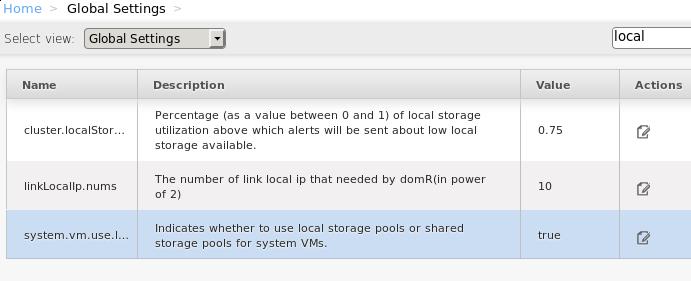 Home > Global Settings >
Select view: Global Settings local
Name Description Value Actions
Percentage (as a value between 0 and 1) of local storage
cluster.localStor... utilization above which alerts will be sent about low local 0.75
storage available.
linkLocalIp.nums The number of link local ip that needed by domR(in power 10
of 2)
system.vm.use.l... Indicates whether to use local storage pools or shared true
storage pools for system VMs.